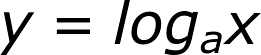 y = logₐx